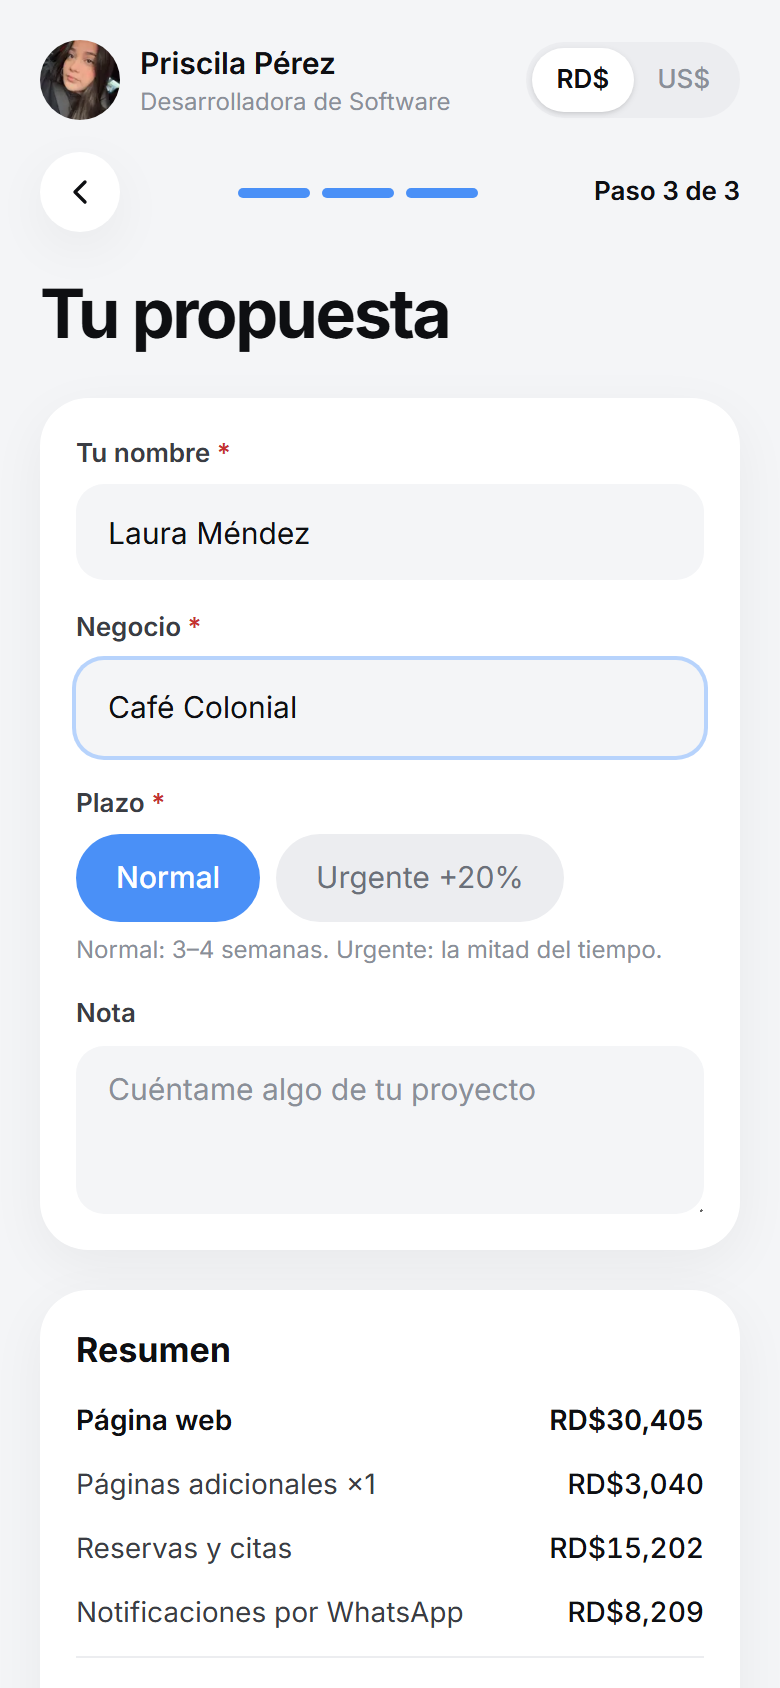 Priscila Pérez
Desarrolladora de Software
RD$ US$
Paso 3 de 3
Tu propuesta
Tu nombre *
Laura Méndez
Negocio *
Café Colonial
Plazo *
Normal Urgente +20%
Normal: 3–4 semanas. Urgente: la mitad del tiempo.
Nota
Cuéntame algo de tu proyecto
Resumen
Página web RD$30,405
Páginas adicionales ×1 RD$3,040
Reservas y citas RD$15,202
Notificaciones por WhatsApp RD$8,209